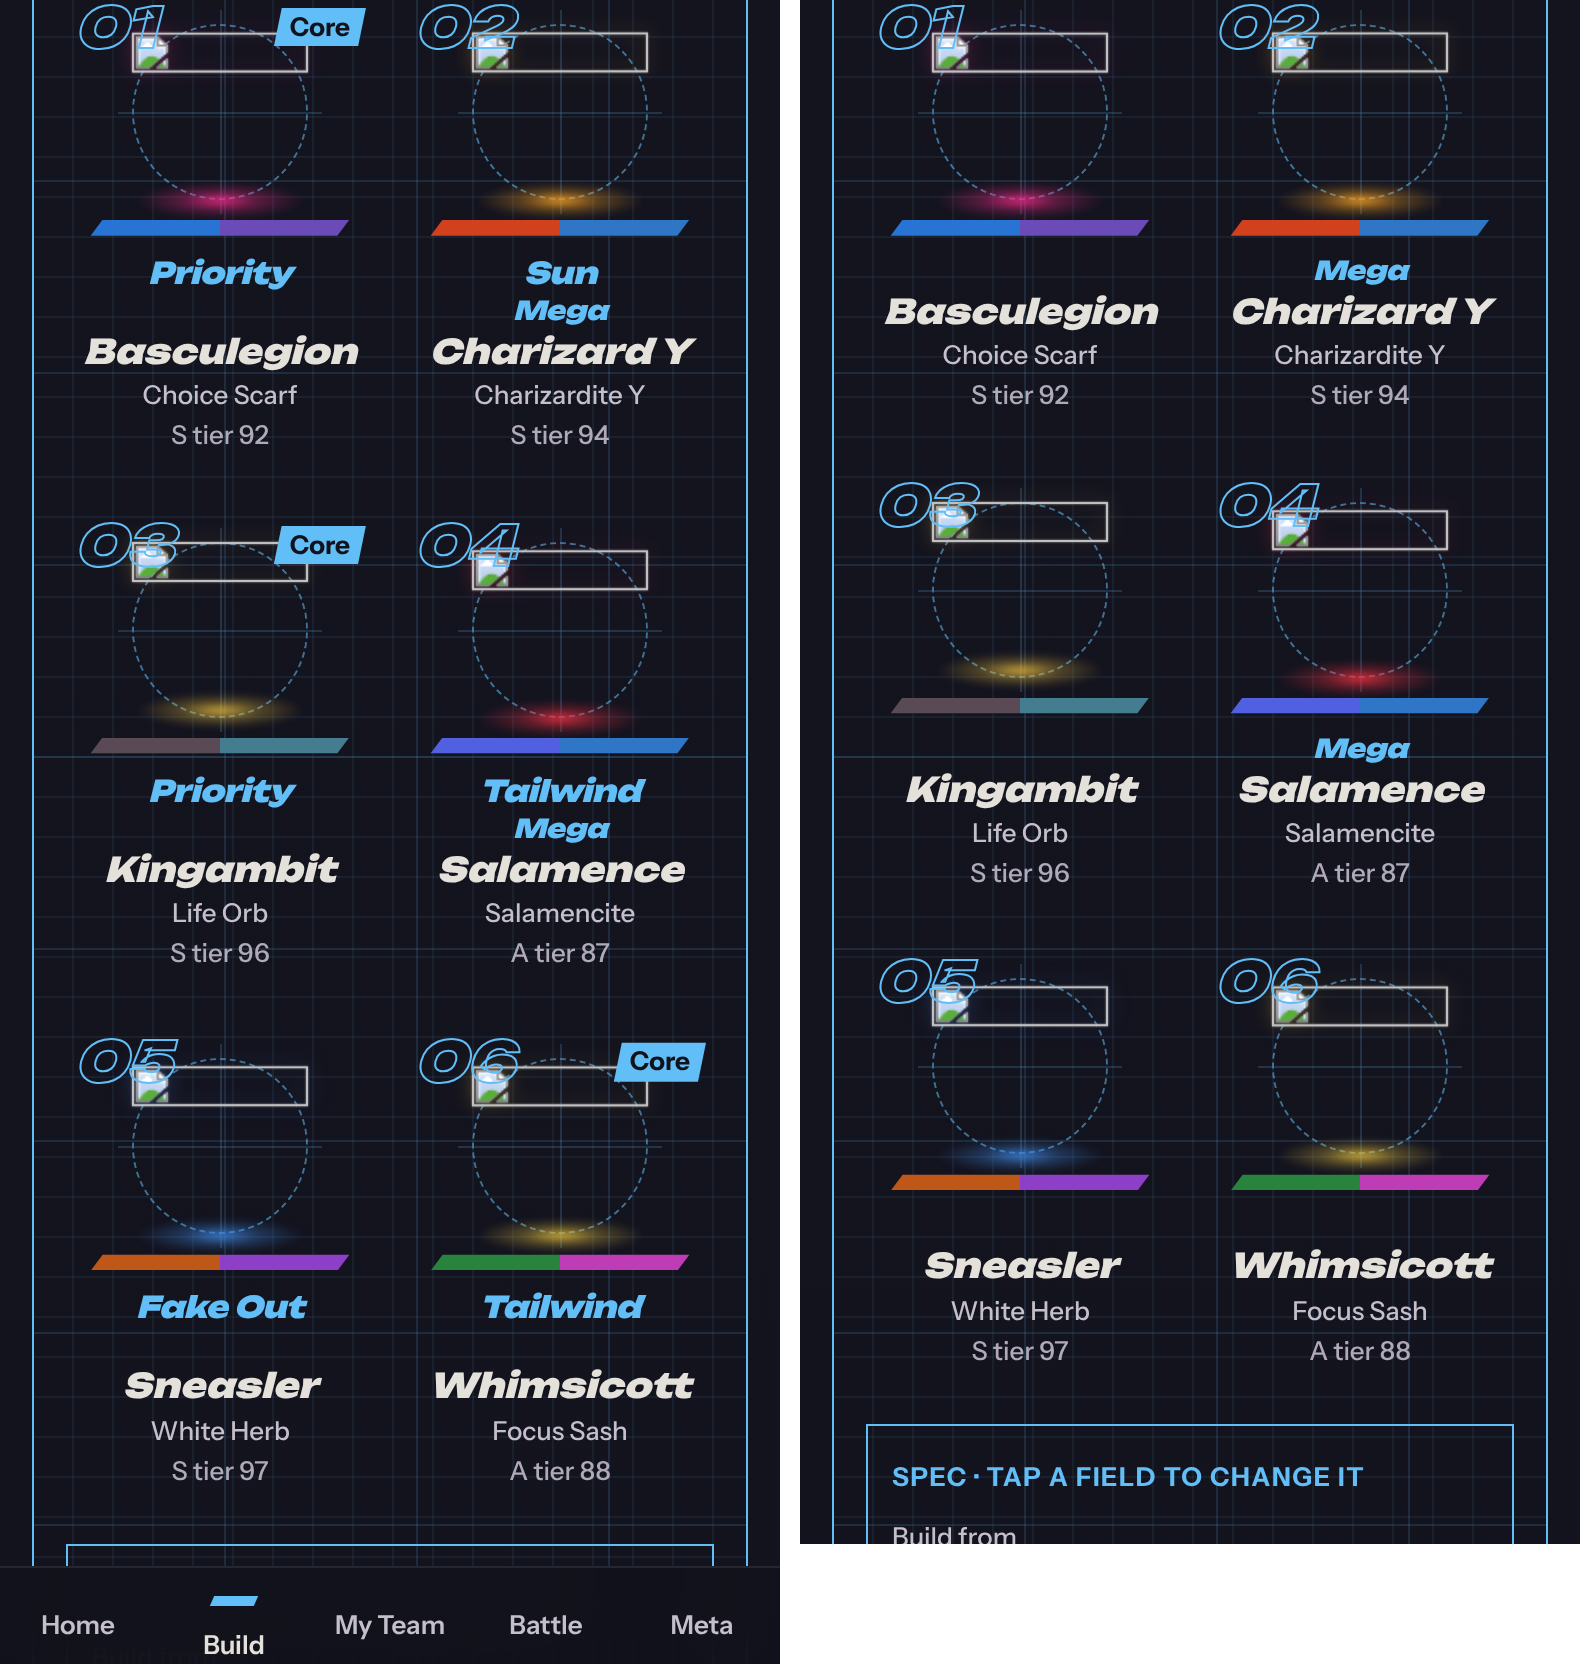 01
Core
02
Priority
Sun
Mega
Basculegion
Charizard Y
Choice Scarf
Charizardite Y
S tier 92
S tier 94
03
Core
04
Priority
Tailwind
Mega
Kingambit
Salamence
Life Orb
Salamencite
S tier 96
A tier 87
05
06
Core
Fake Out
Tailwind
Sneasler
Whimsicott
White Herb
Focus Sash
S tier 97
A tier 88
Home
Build
My Team
Battle
Meta
01
02
Mega
Basculegion
Charizard Y
Choice Scarf
Charizardite Y
S tier 92
S tier 94
03
04
Mega
Kingambit
Salamence
Life Orb
Salamencite
S tier 96
A tier 87
05
06
Sneasler
Whimsicott
White Herb
Focus Sash
S tier 97
A tier 88
SPEC · TAP A FIELD TO CHANGE IT
Build from